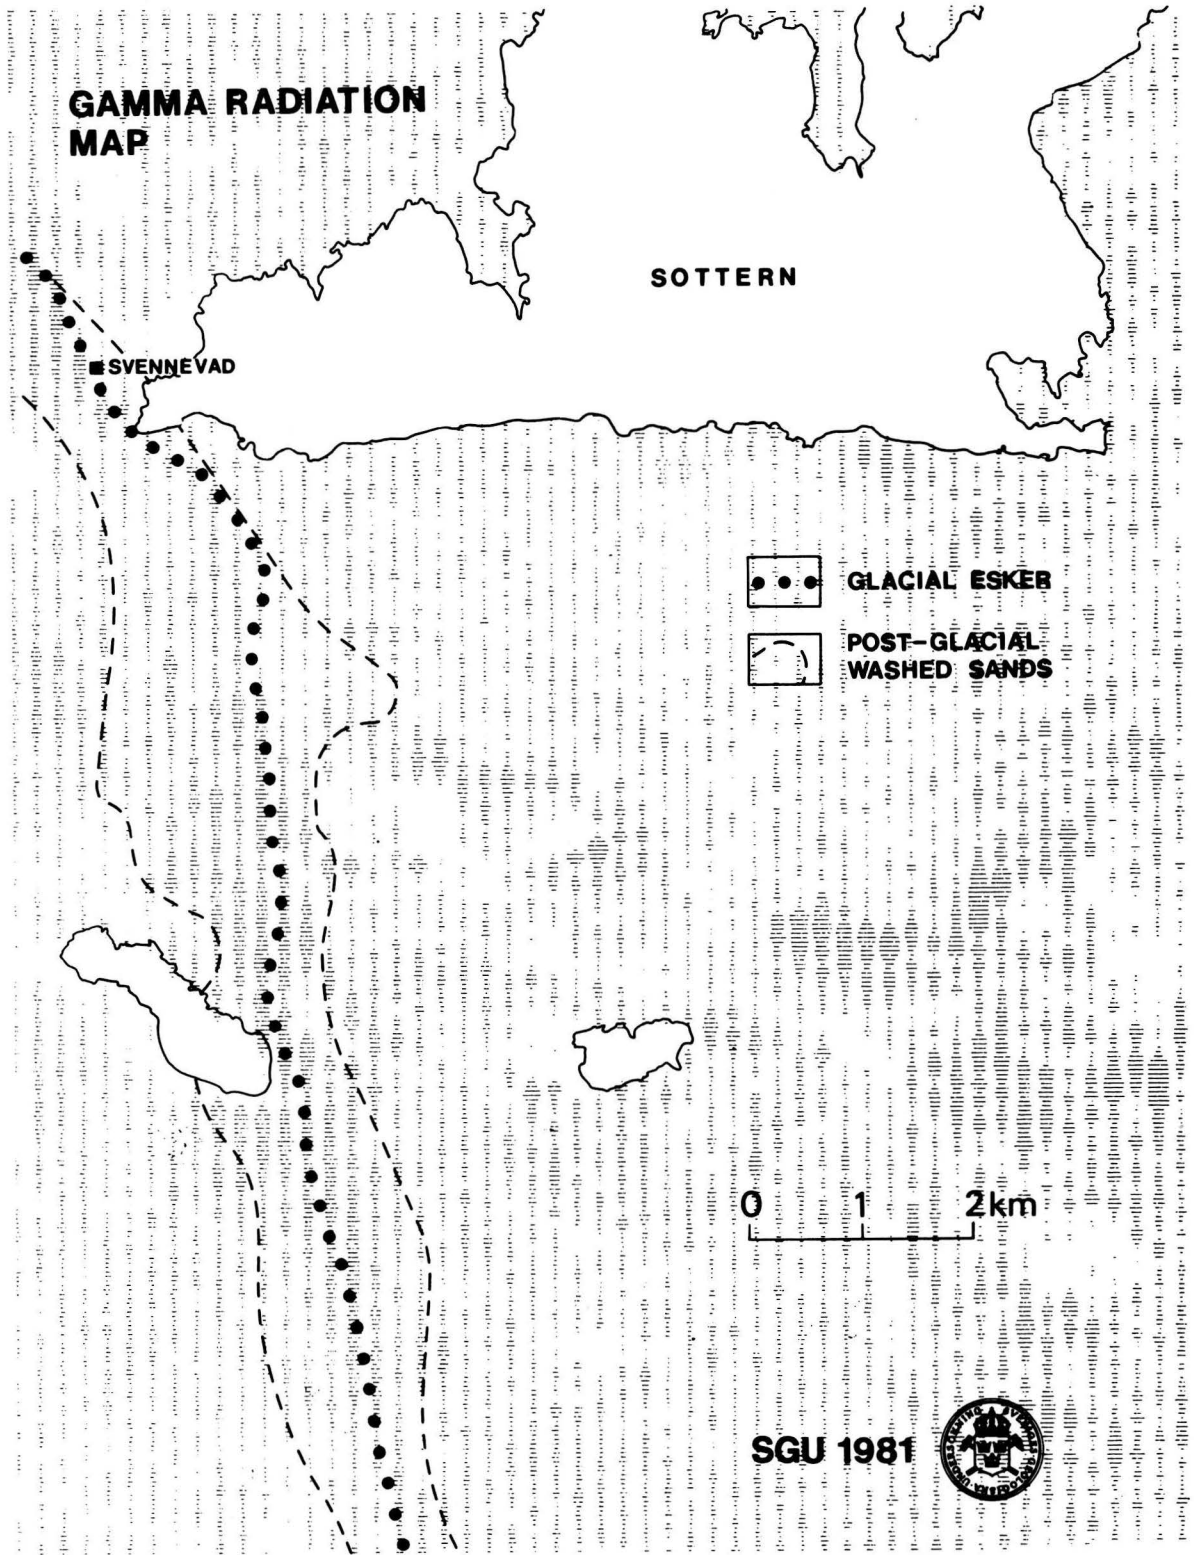 GAMMA RADIATION
MAP
SOTTERN
SVENNEVAD
GLACIAL ESKER
POST-GLACIAL
WASHED SANDS
0 1 2km
SGU 1981